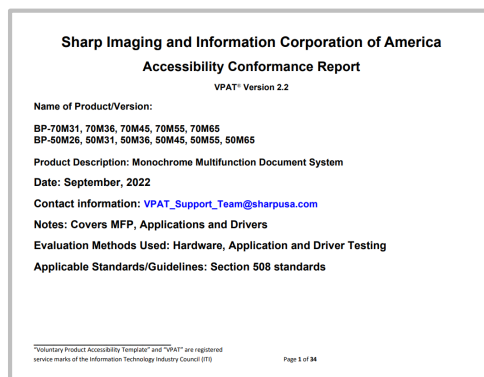 Sharp Imaging and Information Corporation of America
Accessibility Conformance Report
VPAT® Version 2.2
Name of Product/Version:
BP-70M31, 70M36, 70M45, 70M55, 70M65
BP-50M26, 50M31, 50M36, 50M45, 50M55, 50M65
Product Description: Monochrome Multifunction Document System
Date: September, 2022
Contact information: VPAT_Support_Team@sharpusa.com
Notes: Covers MFP, Applications and Drivers
Evaluation Methods Used: Hardware, Application and Driver Testing
Applicable Standards/Guidelines: Section 508 standards
"Voluntary Product Accessibility Template" and "VPAT" are registered
service marks of the Information Technology Industry Council (ITI)
Page 1 of 34